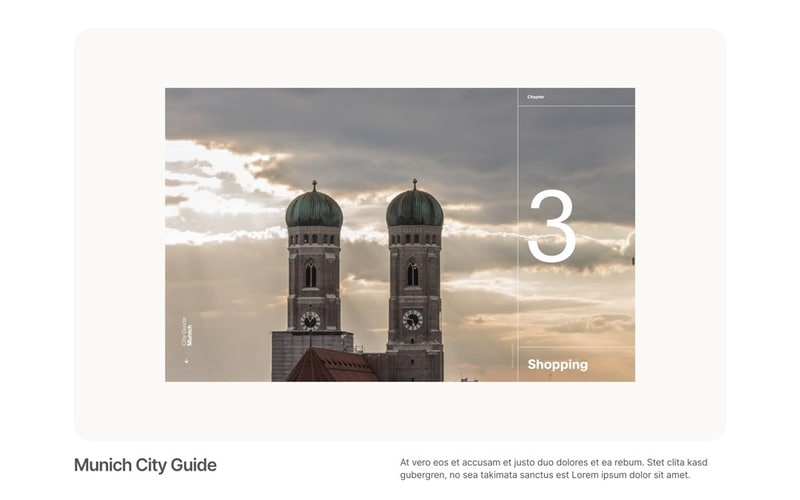 Chapter
3
City Guide
Munich
Shopping
Munich City Guide
At vero eos et accusam et justo duo dolores et ea rebum. Stet clita kasd
gubergren, no sea takimata sanctus est Lorem ipsum dolor sit amet.